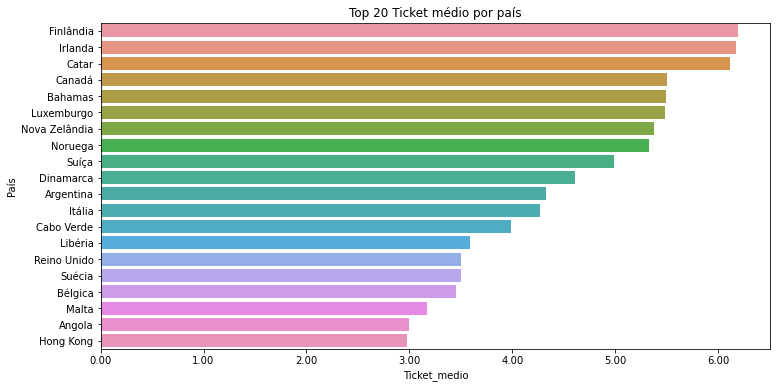 Top 20 Ticket médio por país
Finlândia
Irlanda
Catar
Canadá
Bahamas
Luxemburgo
Nova Zelândia
Noruega
Suíça
Dinamarca
Argentina
Itália
Cabo Verde
Libéria
Reino Unido
Suécia
Bélgica
Malta
Angola
Hong Kong
País
0.00 1.00 2.00 3.00 4.00 5.00 6.00
Ticket_medio